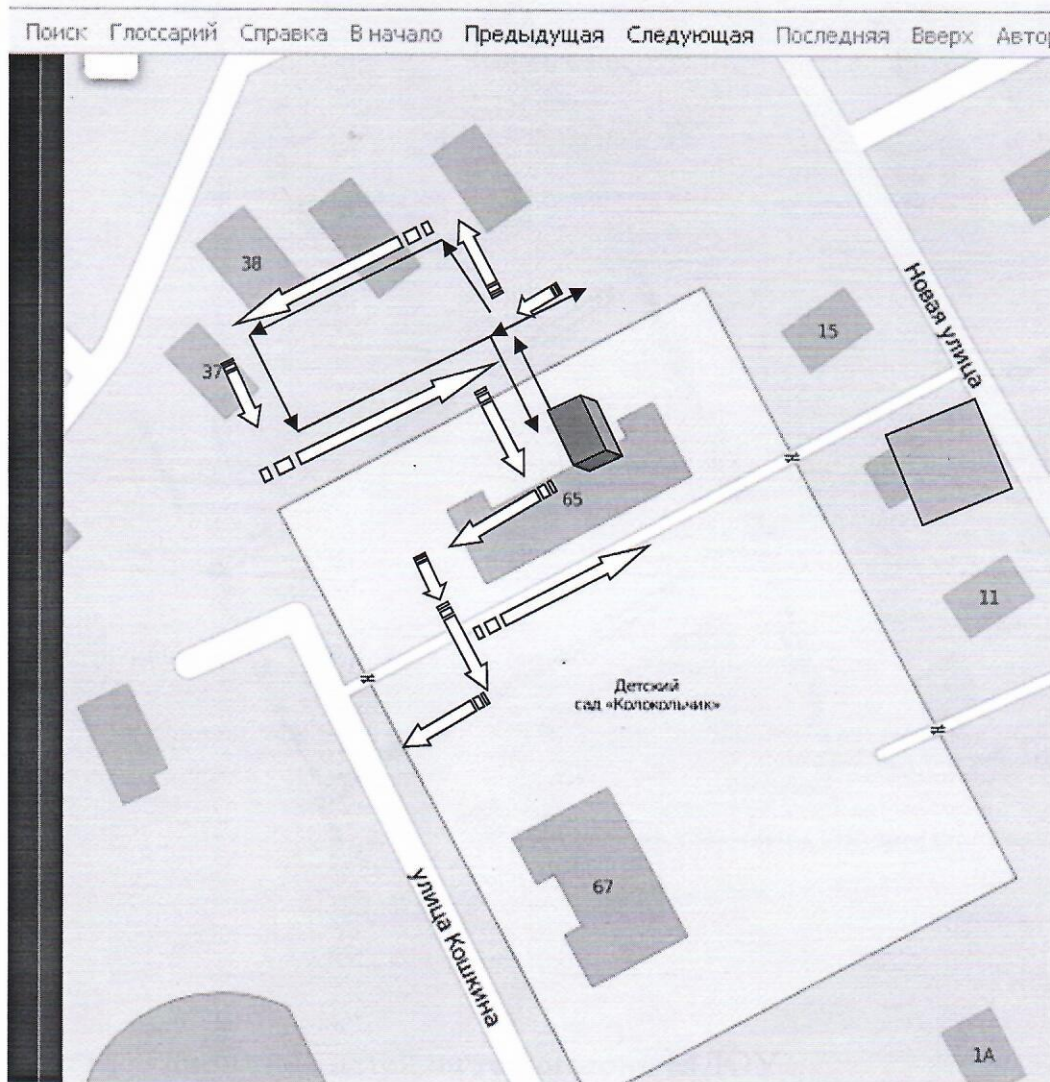 Поиск Глоссарий Справка В начало Предыдущая Следующая Последняя Вверх Автор
38
37
15
Новая улица
65
11
Детский
сад «Колокольчик»
67
улица Кошкина
1А